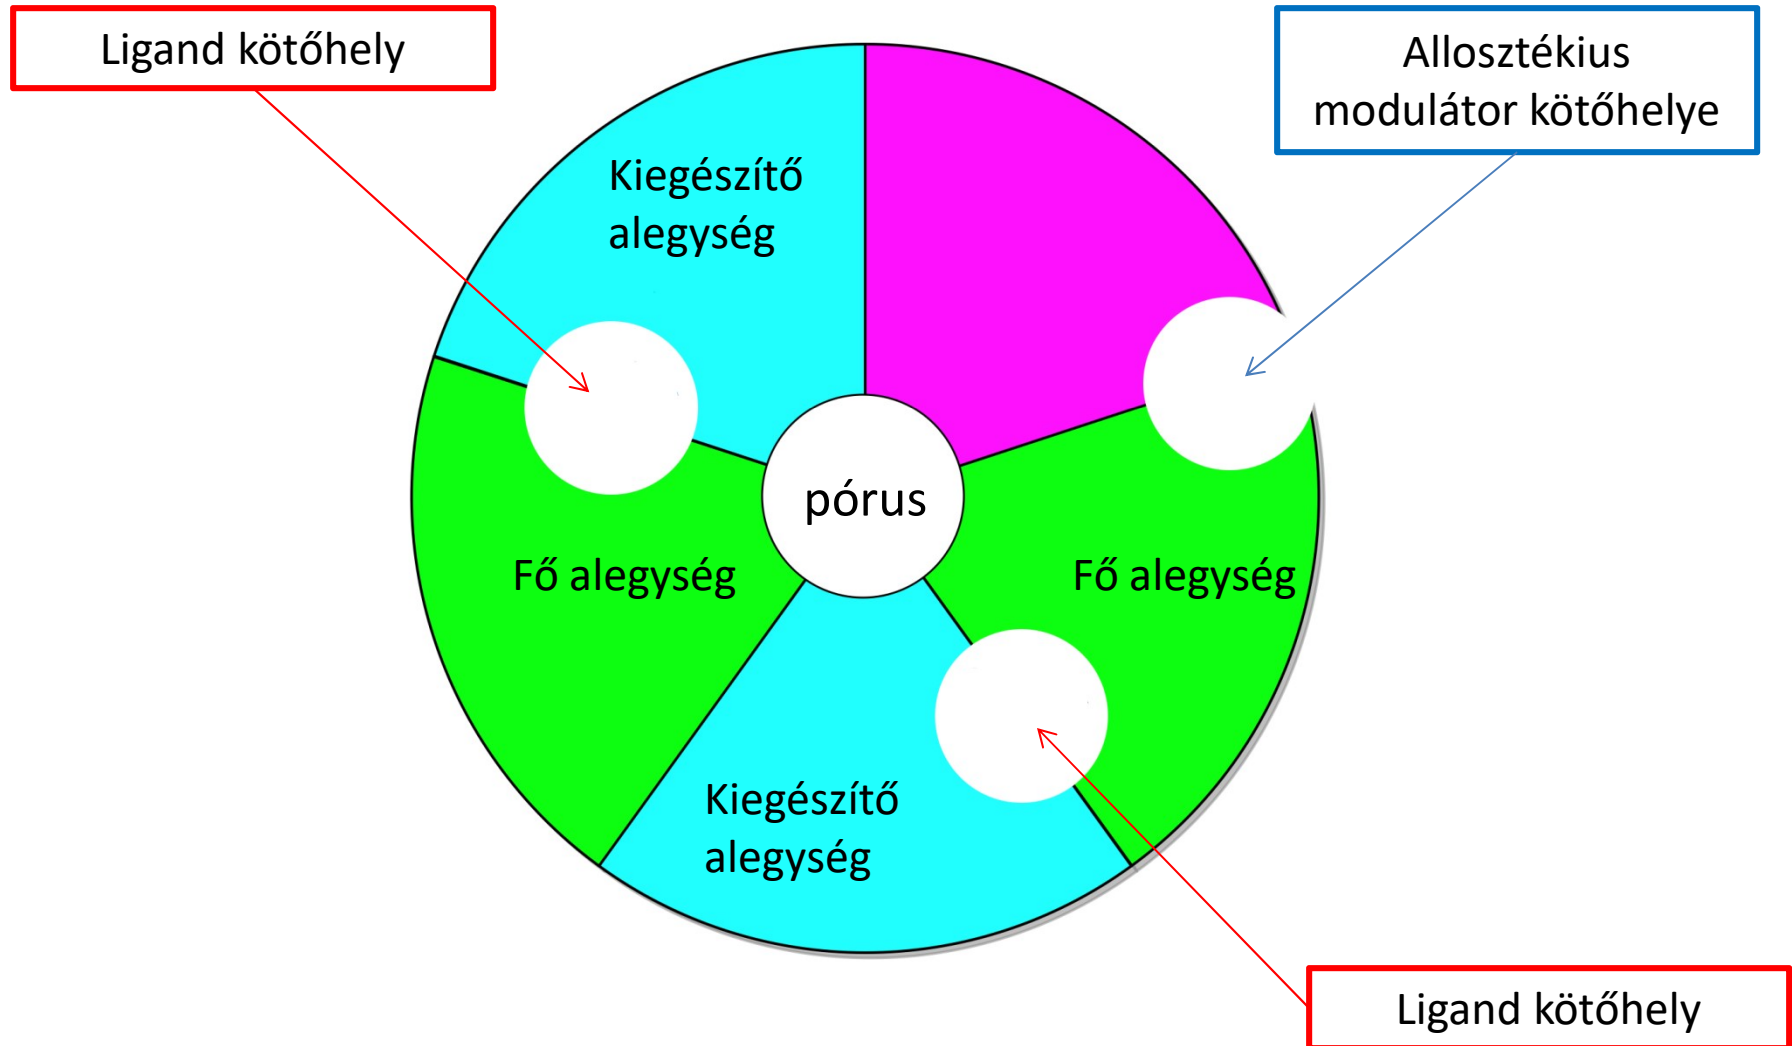 Ligand kötőhely
Allosztékius
modulátor kötőhelye
Kiegészítő
alegység
pórus
Fő alegység
Fő alegység
Kiegészítő
alegység
Ligand kötőhely